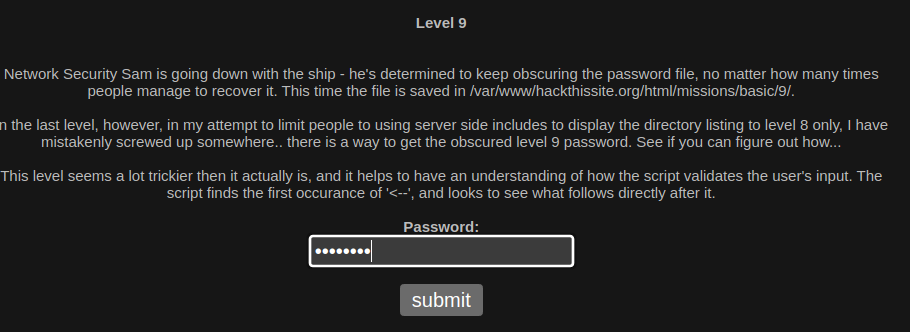 Level 9
Network Security Sam is going down with the ship - he's determined to keep obscuring the password file, no matter how many times
people manage to recover it. This time the file is saved in /var/www/hackthissite.org/html/missions/basic/9/.
n the last level, however, in my attempt to limit people to using server side includes to display the directory listing to level 8 only, I have
mistakenly screwed up somewhere.. there is a way to get the obscured level 9 password. See if you can figure out how...
This level seems a lot trickier then it actually is, and it helps to have an understanding of how the script validates the user's input. The
script finds the first occurance of '<--', and looks to see what follows directly after it.
Password:
••••••••
submit